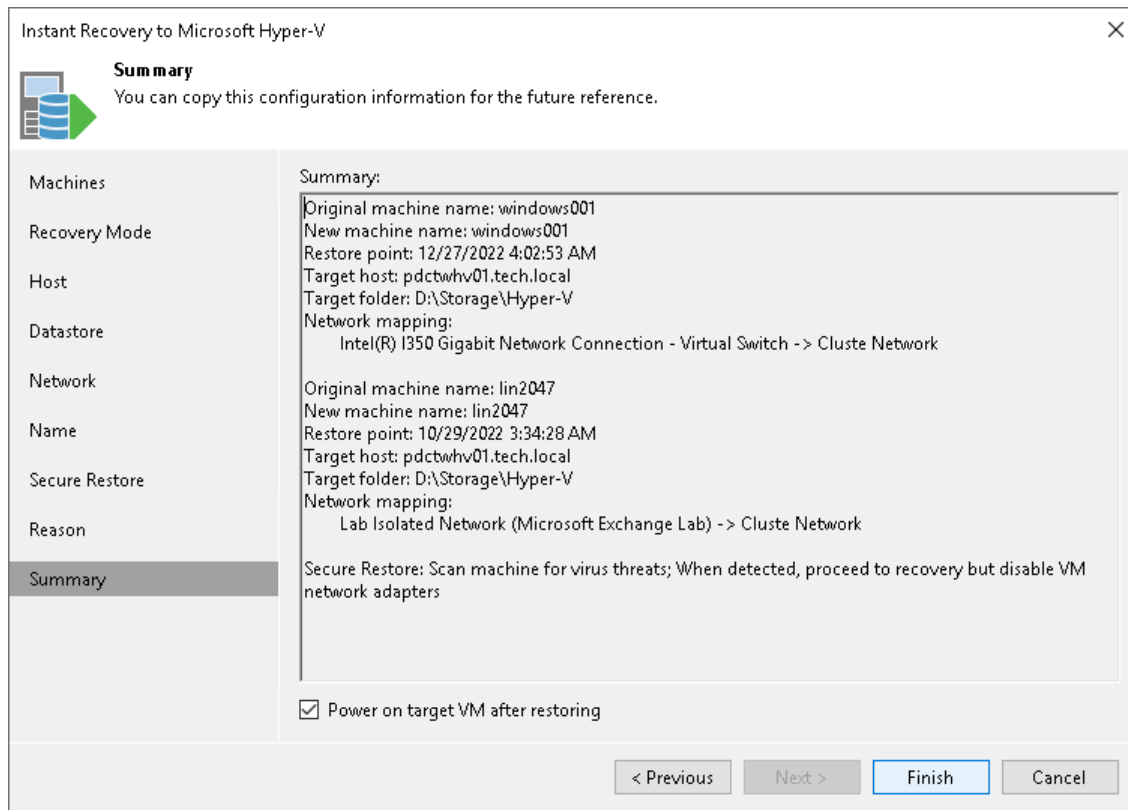 Instant Recovery to Microsoft Hyper-V
Summary
You can copy this configuration information for the future reference.
Machines
Recovery Mode
Host
Datastore
Network
Name
Secure Restore
Reason
Summary
Summary:
Original machine name: windows001
New machine name: windows001
Restore point: 12/27/2022 4:02:53 AM
Target host: pdctwhv01.tech.local
Target folder: D:\Storage\Hyper-V
Network mapping:
Intel(R) I350 Gigabit Network Connection - Virtual Switch -> Cluste Network
Original machine name: lin2047
New machine name: lin2047
Restore point: 10/29/2022 3:34:28 AM
Target host: pdctwhv01.tech.local
Target folder: D:\Storage\Hyper-V
Network mapping:
Lab Isolated Network (Microsoft Exchange Lab) -> Cluste Network
Secure Restore: Scan machine for virus threats; When detected, proceed to recovery but disable VM
network adapters
Power on target VM after restoring
< Previous
Next >
Finish
Cancel